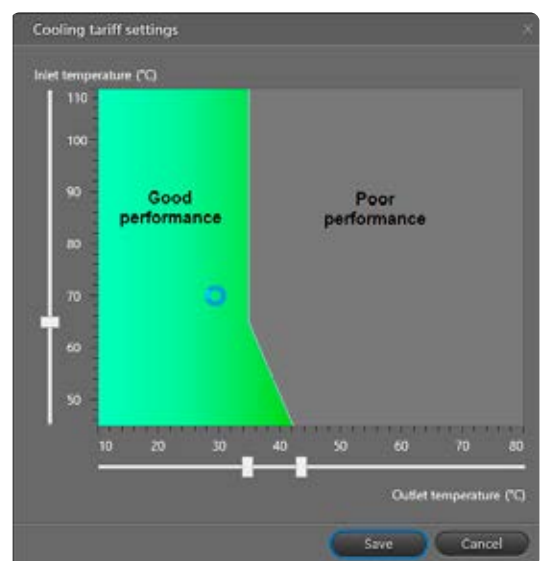 Cooling tariff settings
Inlet temperature (°C)
110
100
90
80
70
60
50
Good
performance
Poor
performance
10 20 30 40 50 60 70 80
Outlet temperature (°C)
Save Cancel